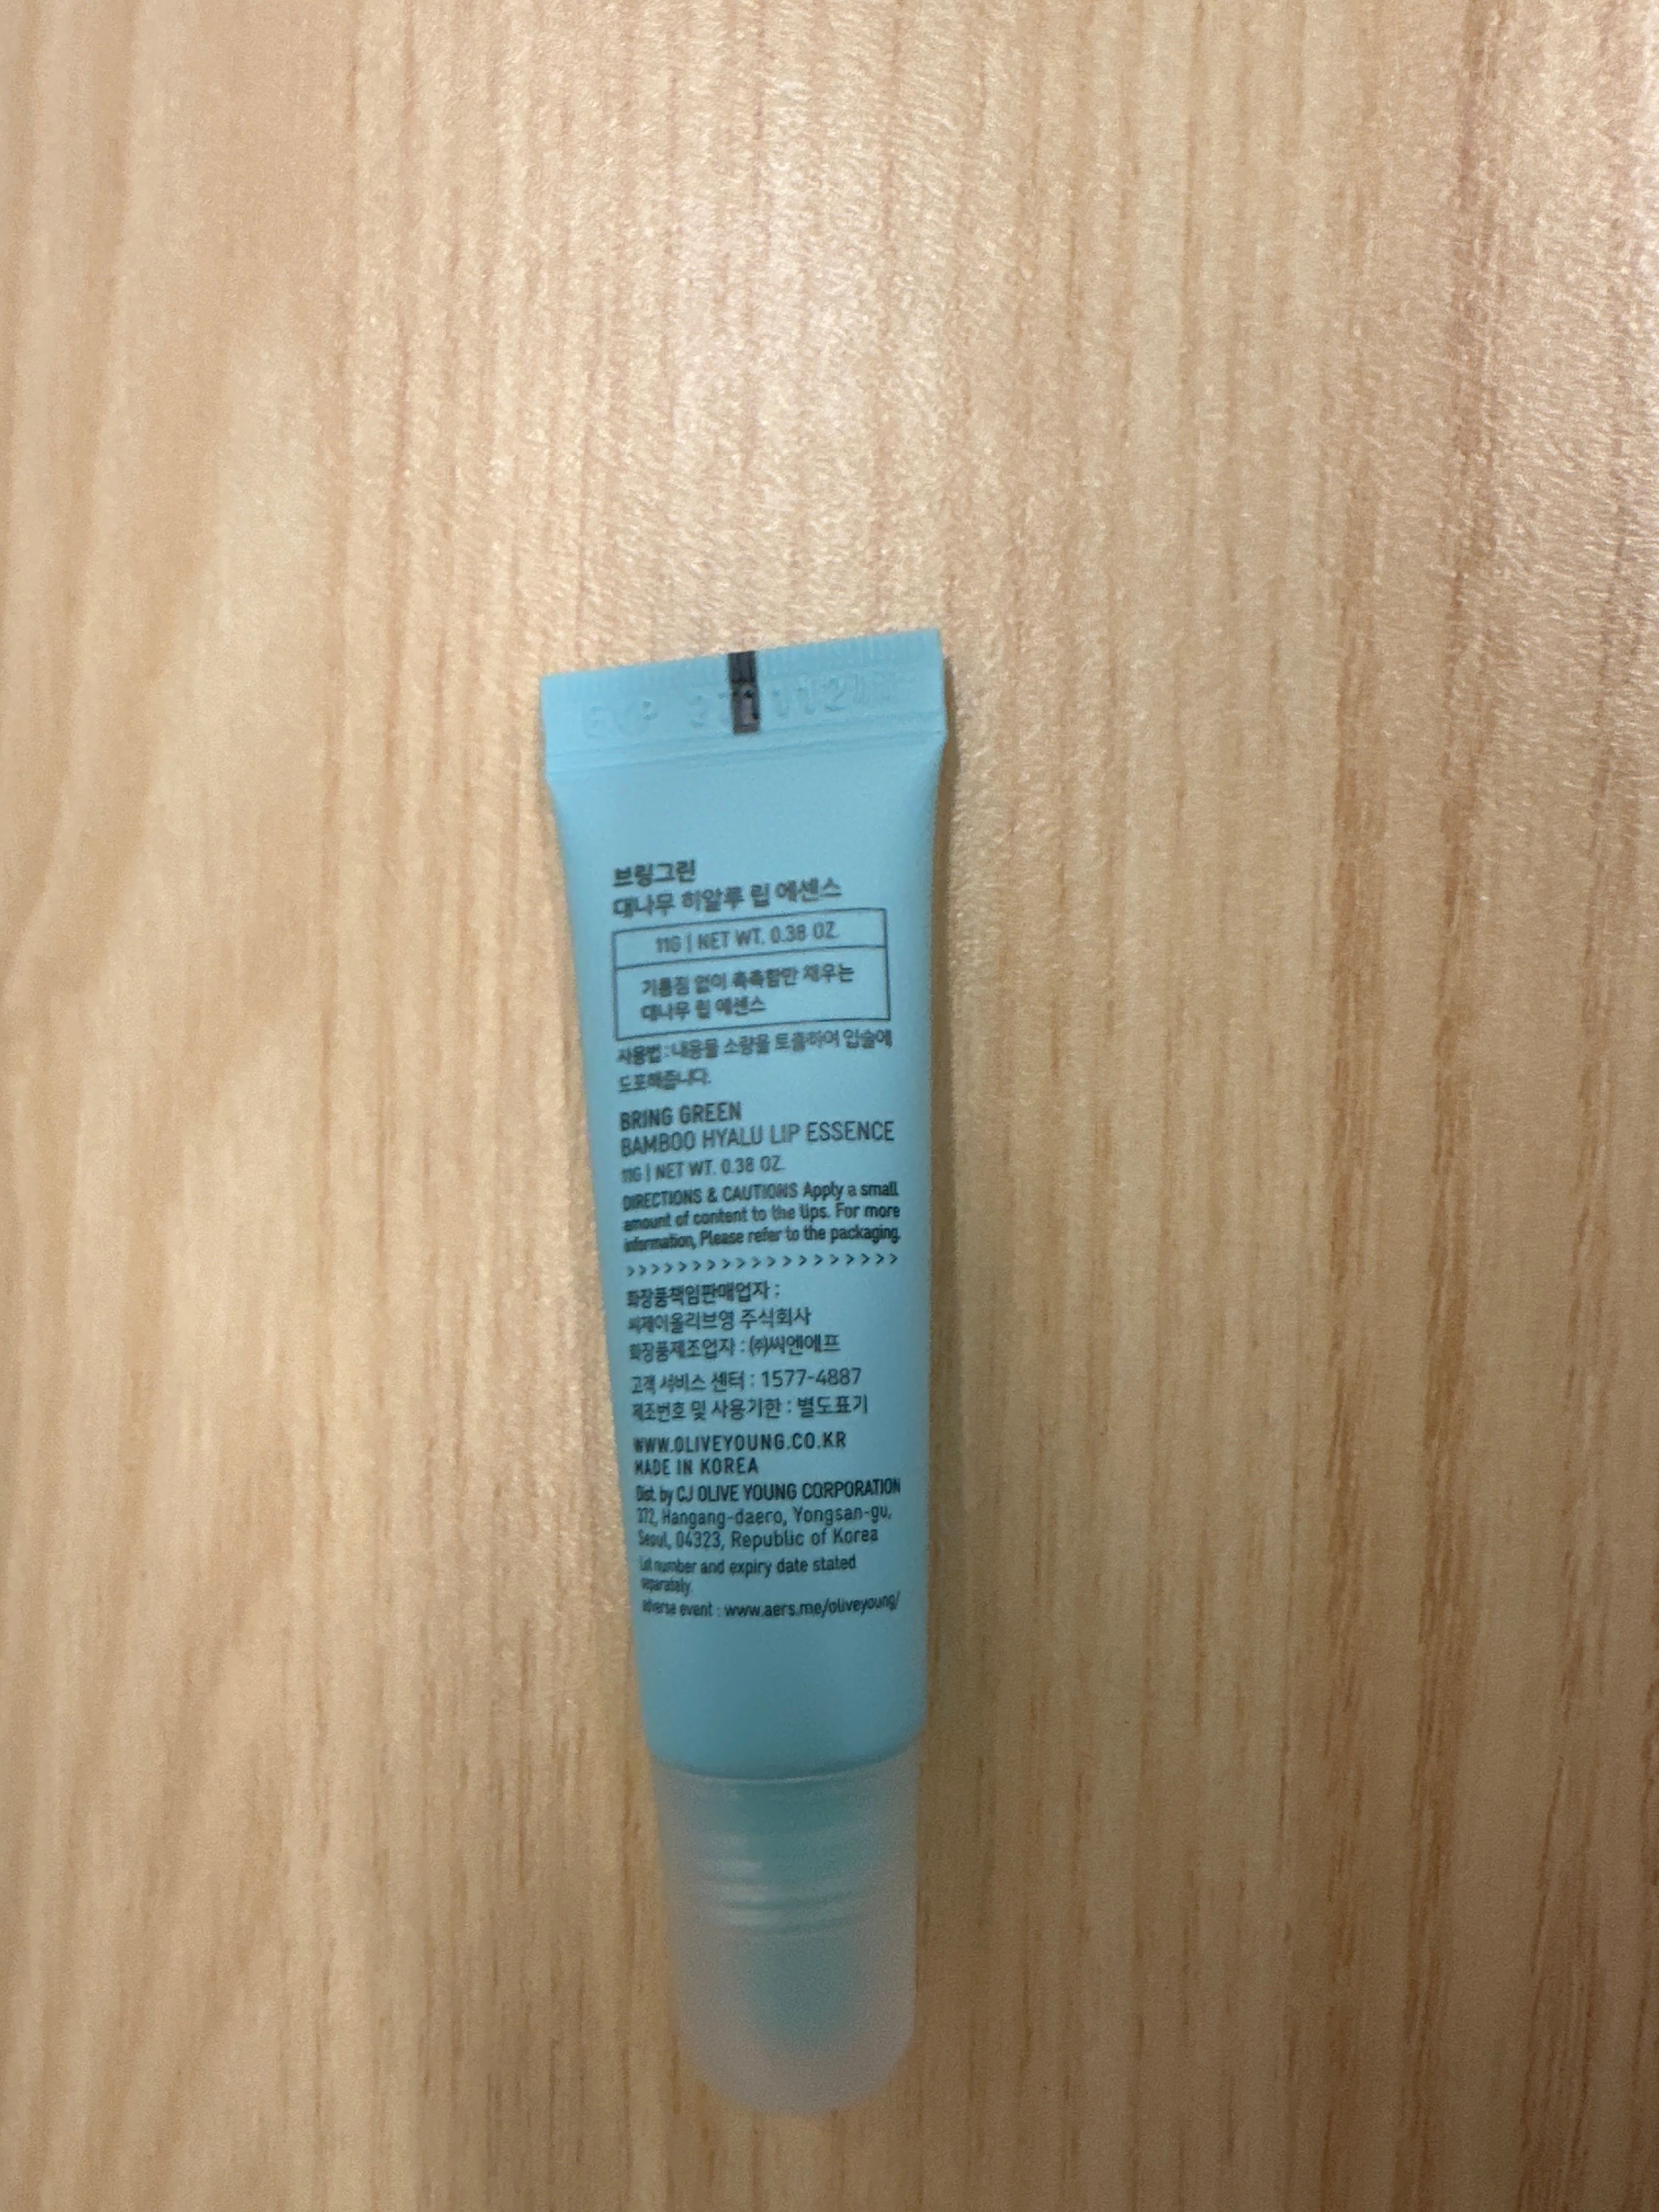 브링그린
대나무 히알루 립 에센스
11G | NET WT. 0.38 OZ.
기름짐 없이 촉촉함만 채우는
대나무 립 에센스
사용법 : 내용물 소량을 토출하여 입술에
드포해줍니다.
BRING GREEN
BAMBOO HYALU LIP ESSENCE
11G | NET WT. 0.38 OZ.
DIRECTIONS & CAUTIONS Apply a small
amount of content to the lips. For more
information, Please refer to the packaging.
>>>>>>>>>>>>>>>>>>>>
화장품책임판매업자 :
씨제이올리브영 주식회사
화장품제조업자 : ㈜씨엔에프
고객 서비스 센터 : 1577-4887
제조번호 및 사용기한 : 별도표기
WWW.OLIVEYOUNG.CO.KR
MADE IN KOREA
Dist. by CJ OLIVE YOUNG CORPORATION
372, Hangang-daero, Yongsan-gu,
Seoul, 04323, Republic of Korea
Lot number and expiry date stated
separately.
adverse event : www.aers.me/oliveyoung/